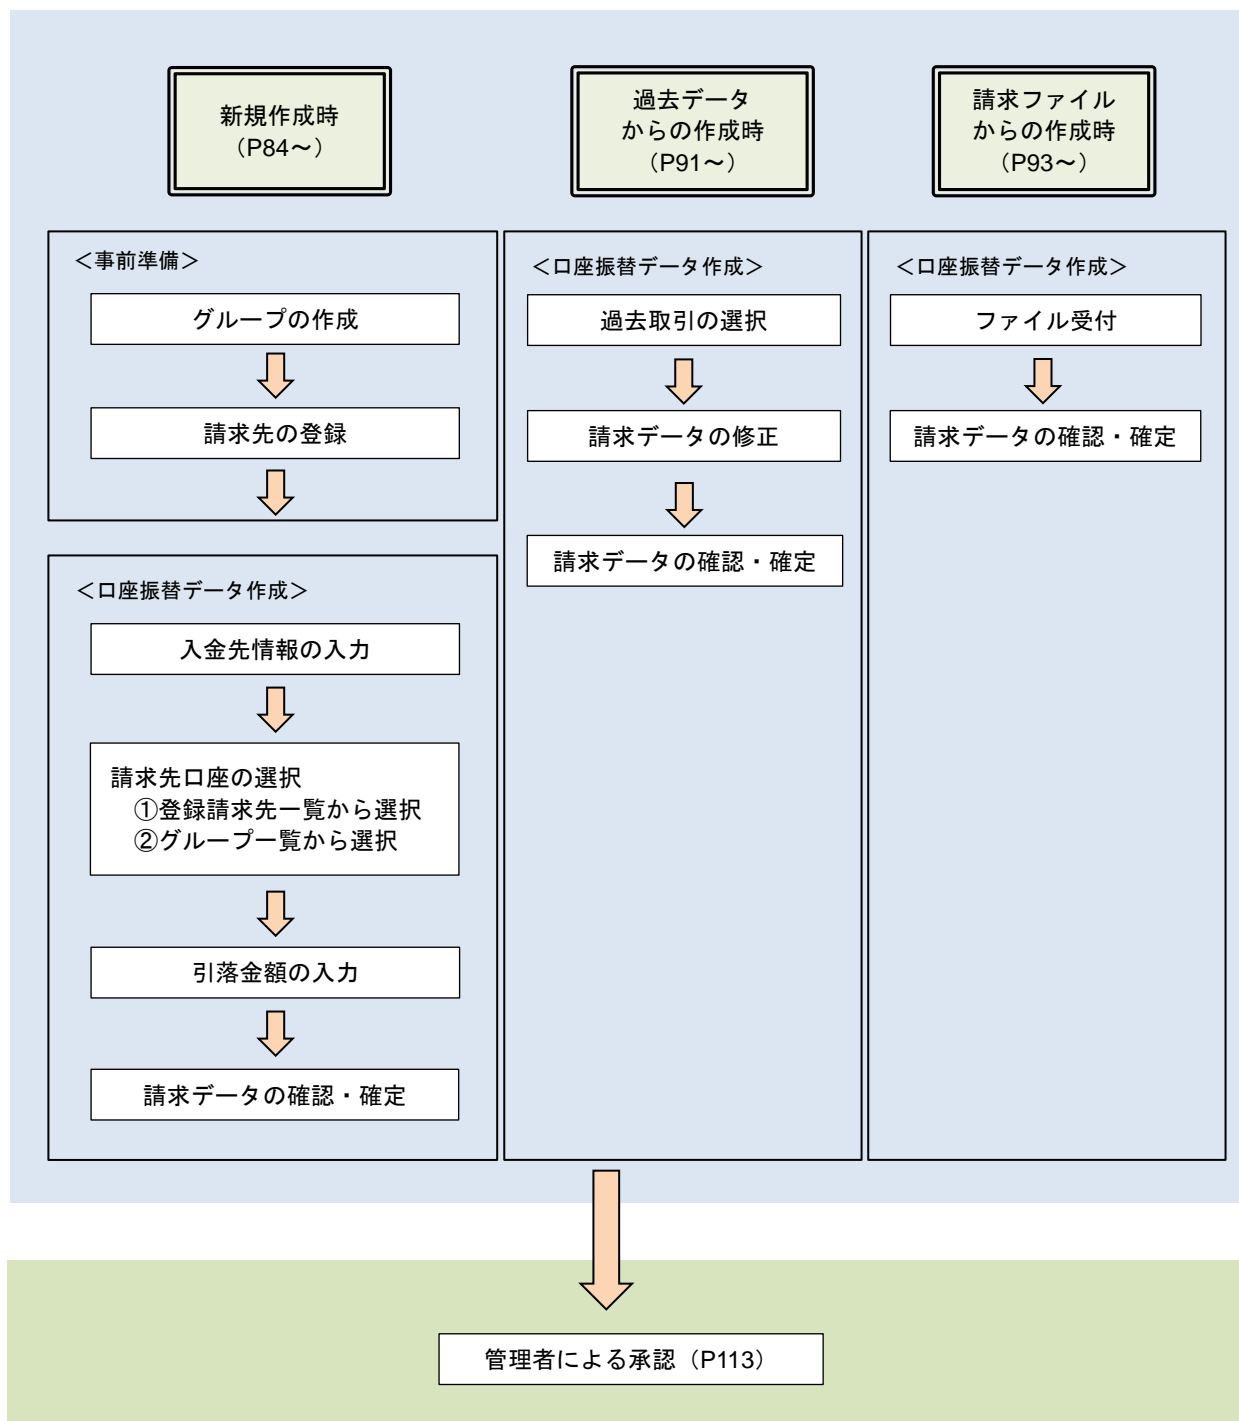 新規作成時
（P84～）
過去データ
からの作成時
（P91～）
請求ファイル
からの作成時
（P93～）
＜事前準備＞
グループの作成
請求先の登録
＜口座振替データ作成＞
入金先情報の入力
請求先口座の選択
①登録請求先一覧から選択
②グループ一覧から選択
引落金額の入力
請求データの確認・確定
＜口座振替データ作成＞
過去取引の選択
請求データの修正
請求データの確認・確定
＜口座振替データ作成＞
ファイル受付
請求データの確認・確定
管理者による承認（P113）